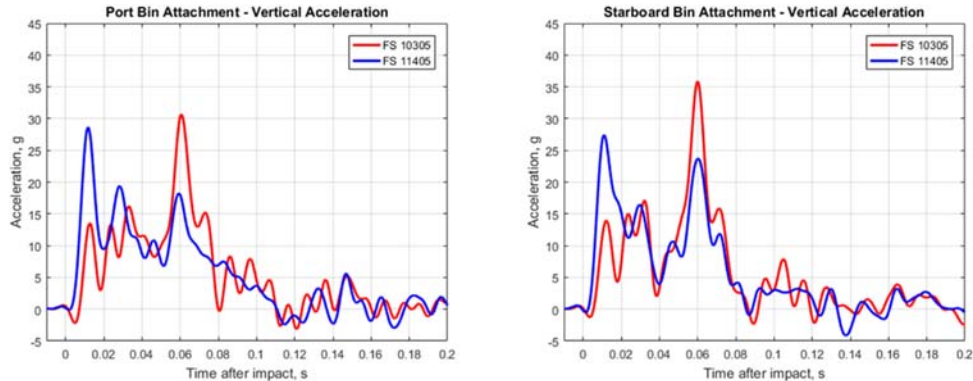 Port Bin Attachment - Vertical Acceleration
45
40
35
30
25
20
15
10
5
0
-5
Acceleration, g
FS 10305
FS 11405
0 0.02 0.04 0.06 0.08 0.1 0.12 0.14 0.16 0.18 0.2
Time after impact, s
Starboard Bin Attachment - Vertical Acceleration
45
40
35
30
25
20
15
10
5
0
-5
Acceleration, g
FS 10305
FS 11405
0 0.02 0.04 0.06 0.08 0.1 0.12 0.14 0.16 0.18 0.2
Time after impact, s